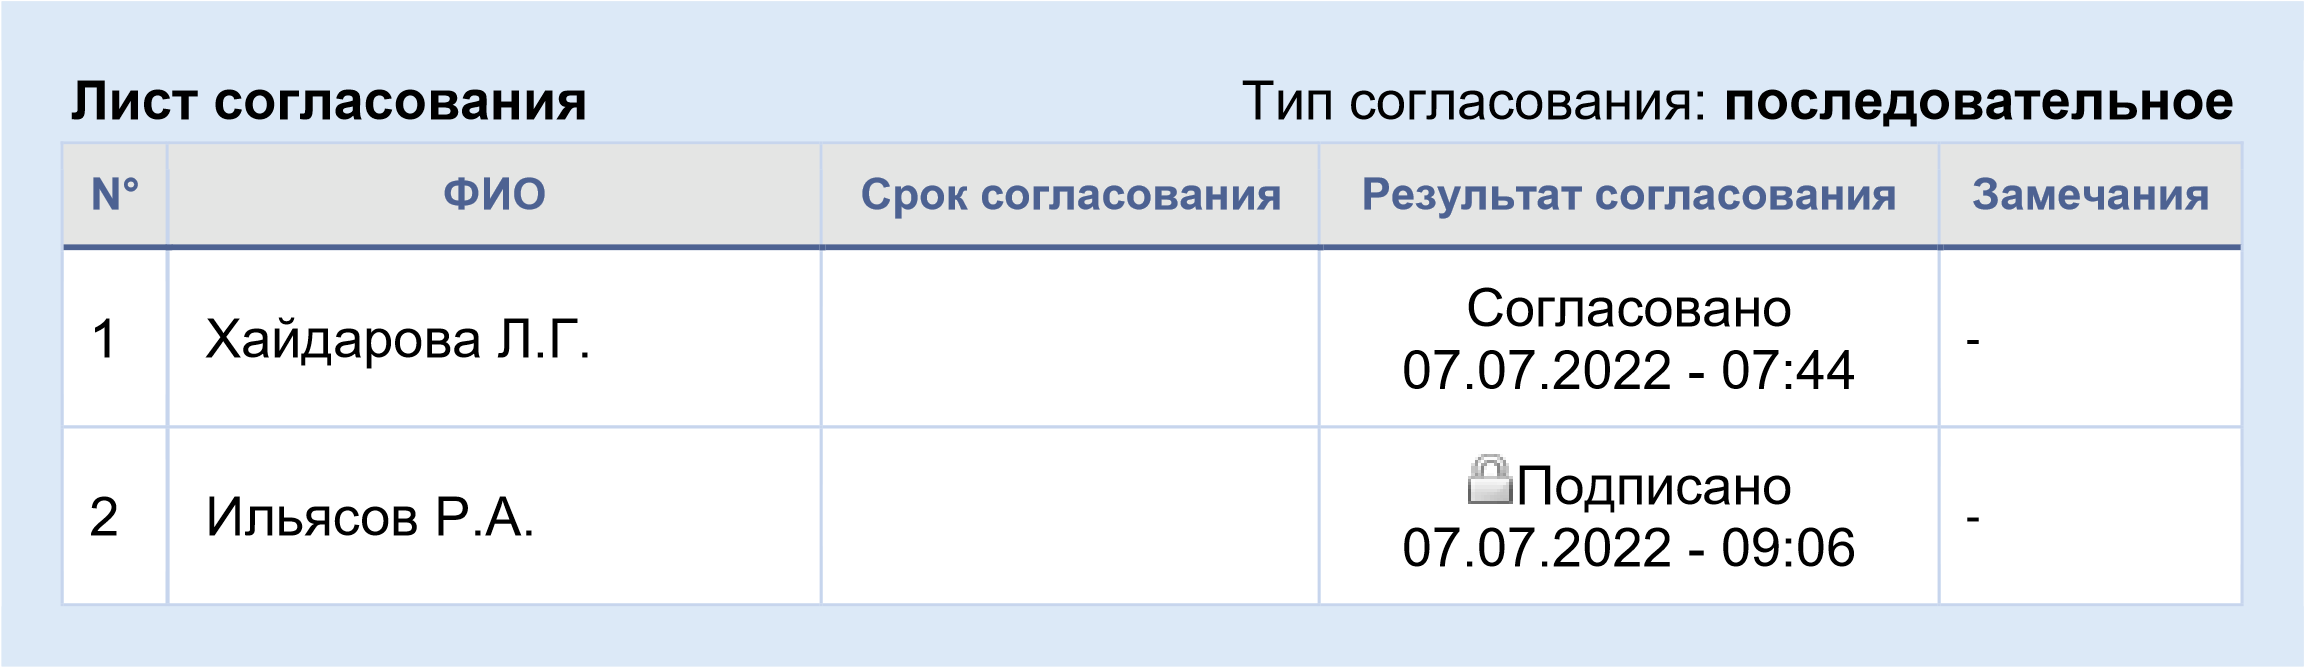 Лист согласования Тип согласования: последовательное
N° ФИО Срок согласования Результат согласования Замечания
1 Хайдарова Л.Г. Согласовано 07.07.2022 - 07:44 -
2 Ильясов Р.А. Подписано 07.07.2022 - 09:06 -